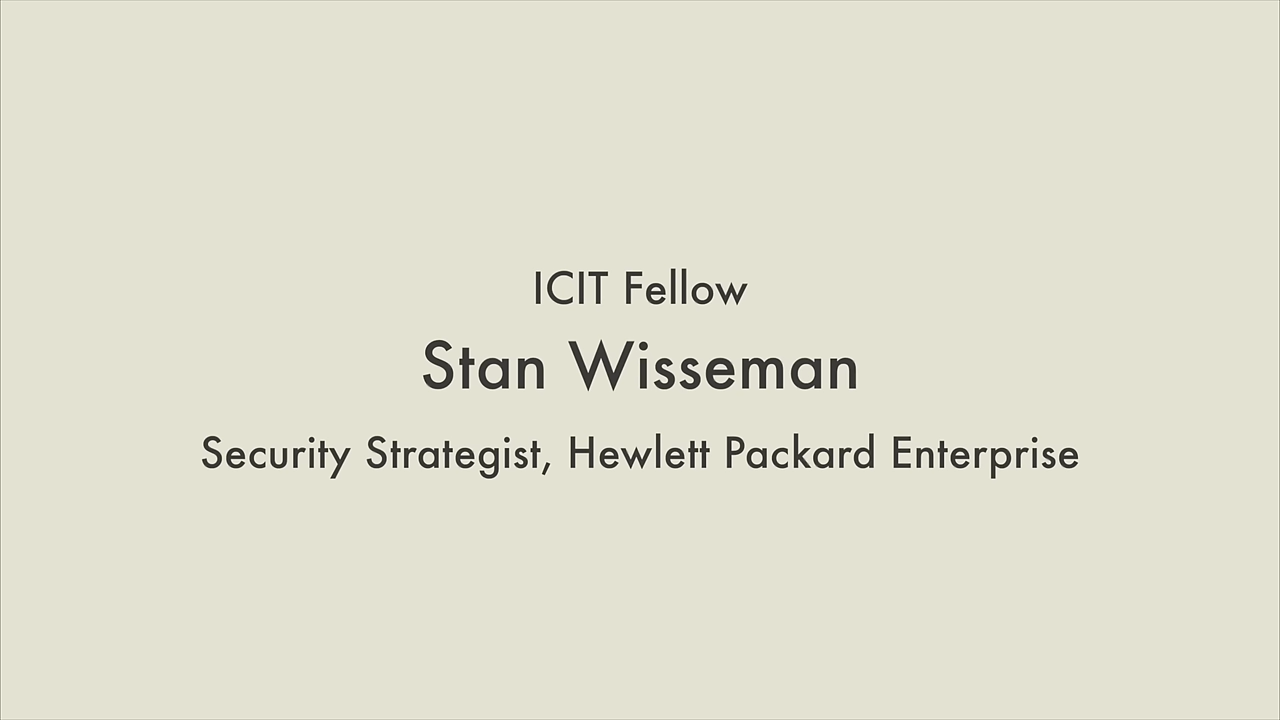 ICIT Fellow
Stan Wisseman
Security Strategist, Hewlett Packard Enterprise